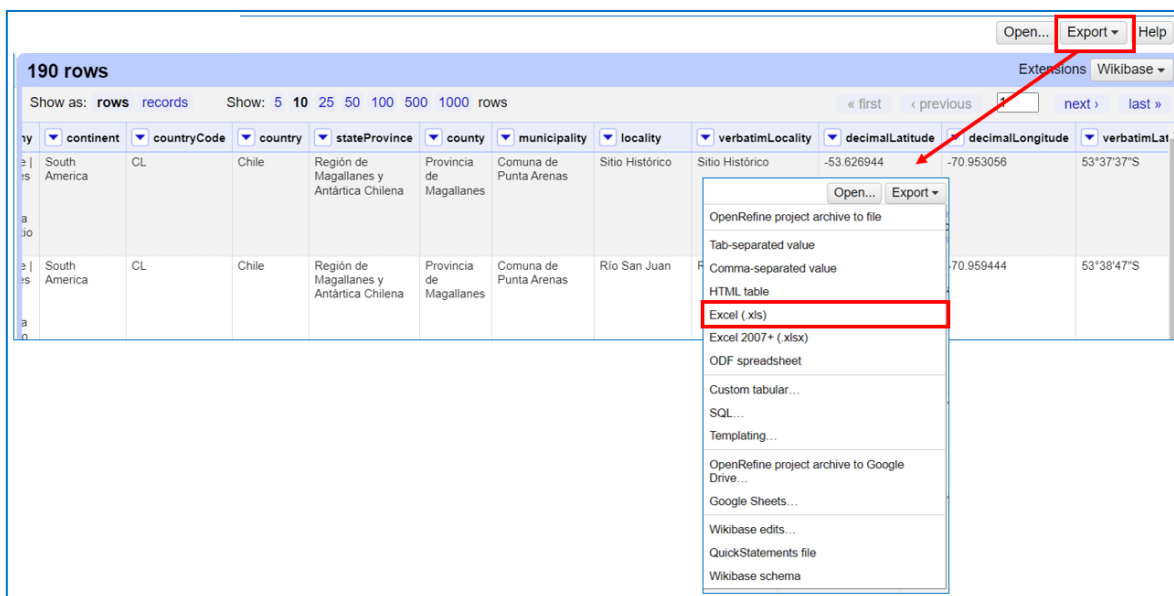 Open... Export Help
190 rows
Extensions Wikibase
Show as: rows records Show: 5 10 25 50 100 500 1000 rows
« first ‹ previous 1 next › last »
continent countryCode country stateProvince county municipality locality verbatimLocality decimalLatitude decimalLongitude verbatimLat
South America CL Chile Región de Magallanes y Antártica Chilena Provincia de Magallanes Comuna de Punta Arenas Sitio Histórico Sitio Histórico -53.626944 -70.953056 53°37'37"S
South America CL Chile Región de Magallanes y Antártica Chilena Provincia de Magallanes Comuna de Punta Arenas Río San Juan -70.959444 53°38'47"S
Open... Export
OpenRefine project archive to file
Tab-separated value
Comma-separated value
HTML table
Excel (.xls)
Excel 2007+ (.xlsx)
ODF spreadsheet
Custom tabular...
SQL...
Templating...
OpenRefine project archive to Google
Drive...
Google Sheets...
Wikibase edits...
QuickStatements file
Wikibase schema